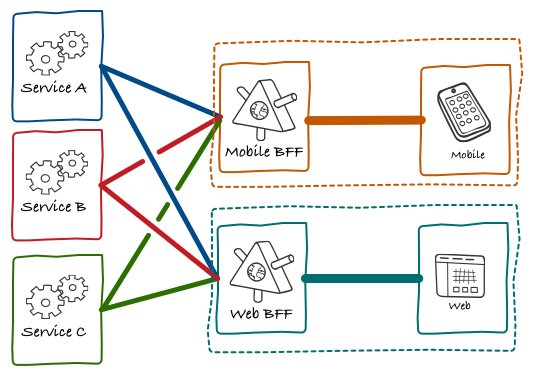 Service A
Service B
Service C
Mobile BFF
Mobile
Web BFF
Web